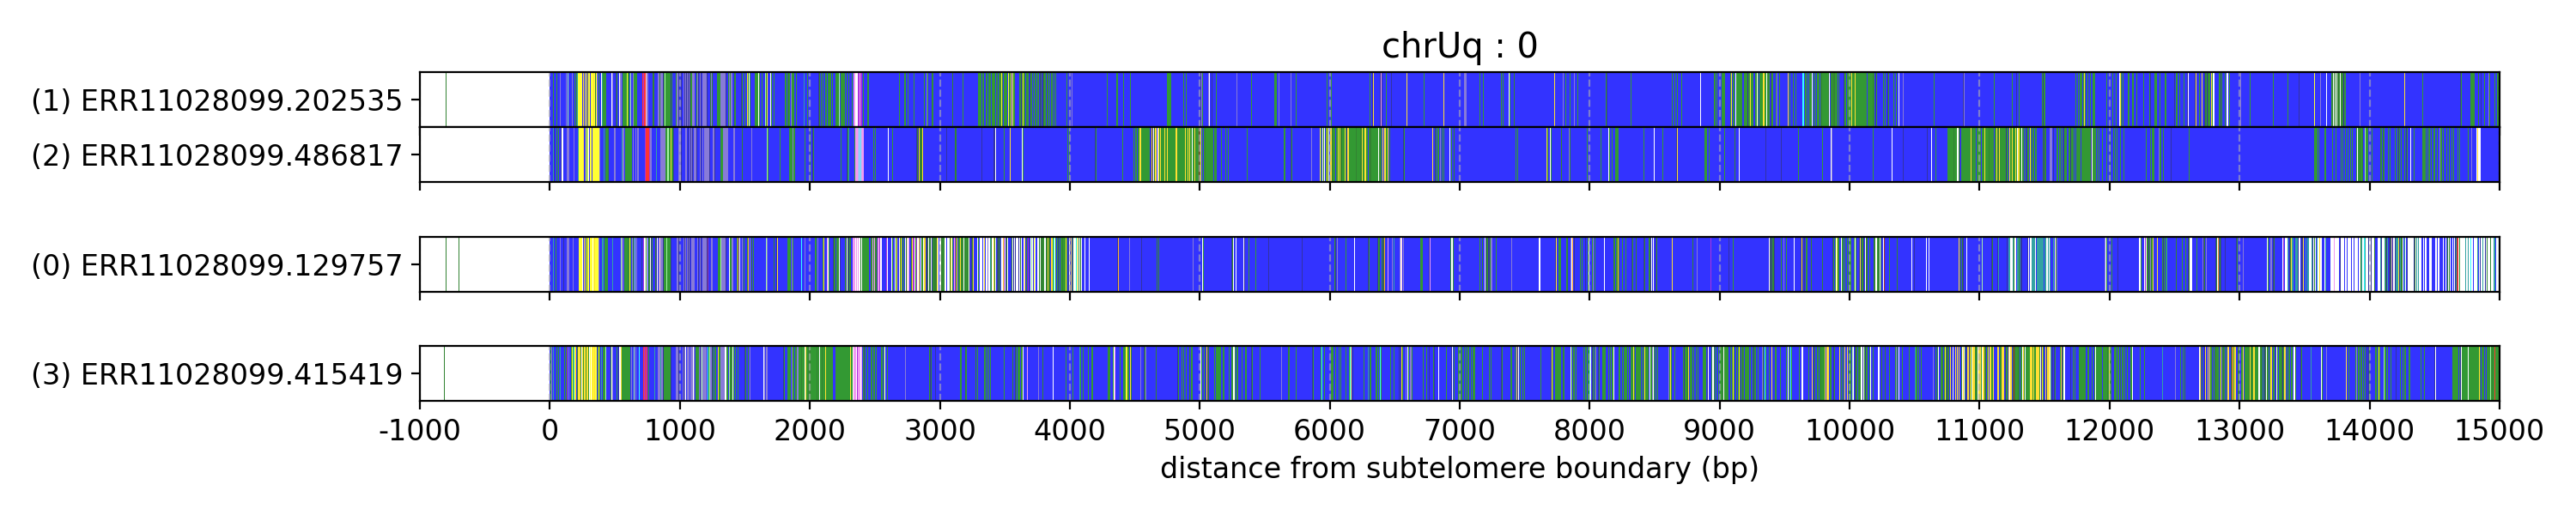 chrUq : 0
(1) ERR11028099.202535
(2) ERR11028099.486817
(0) ERR11028099.129757
(3) ERR11028099.415419
-1000 0 1000 2000 3000 4000 5000 6000 7000 8000 9000 10000 11000 12000 13000 14000 15000
distance from subtelomere boundary (bp)